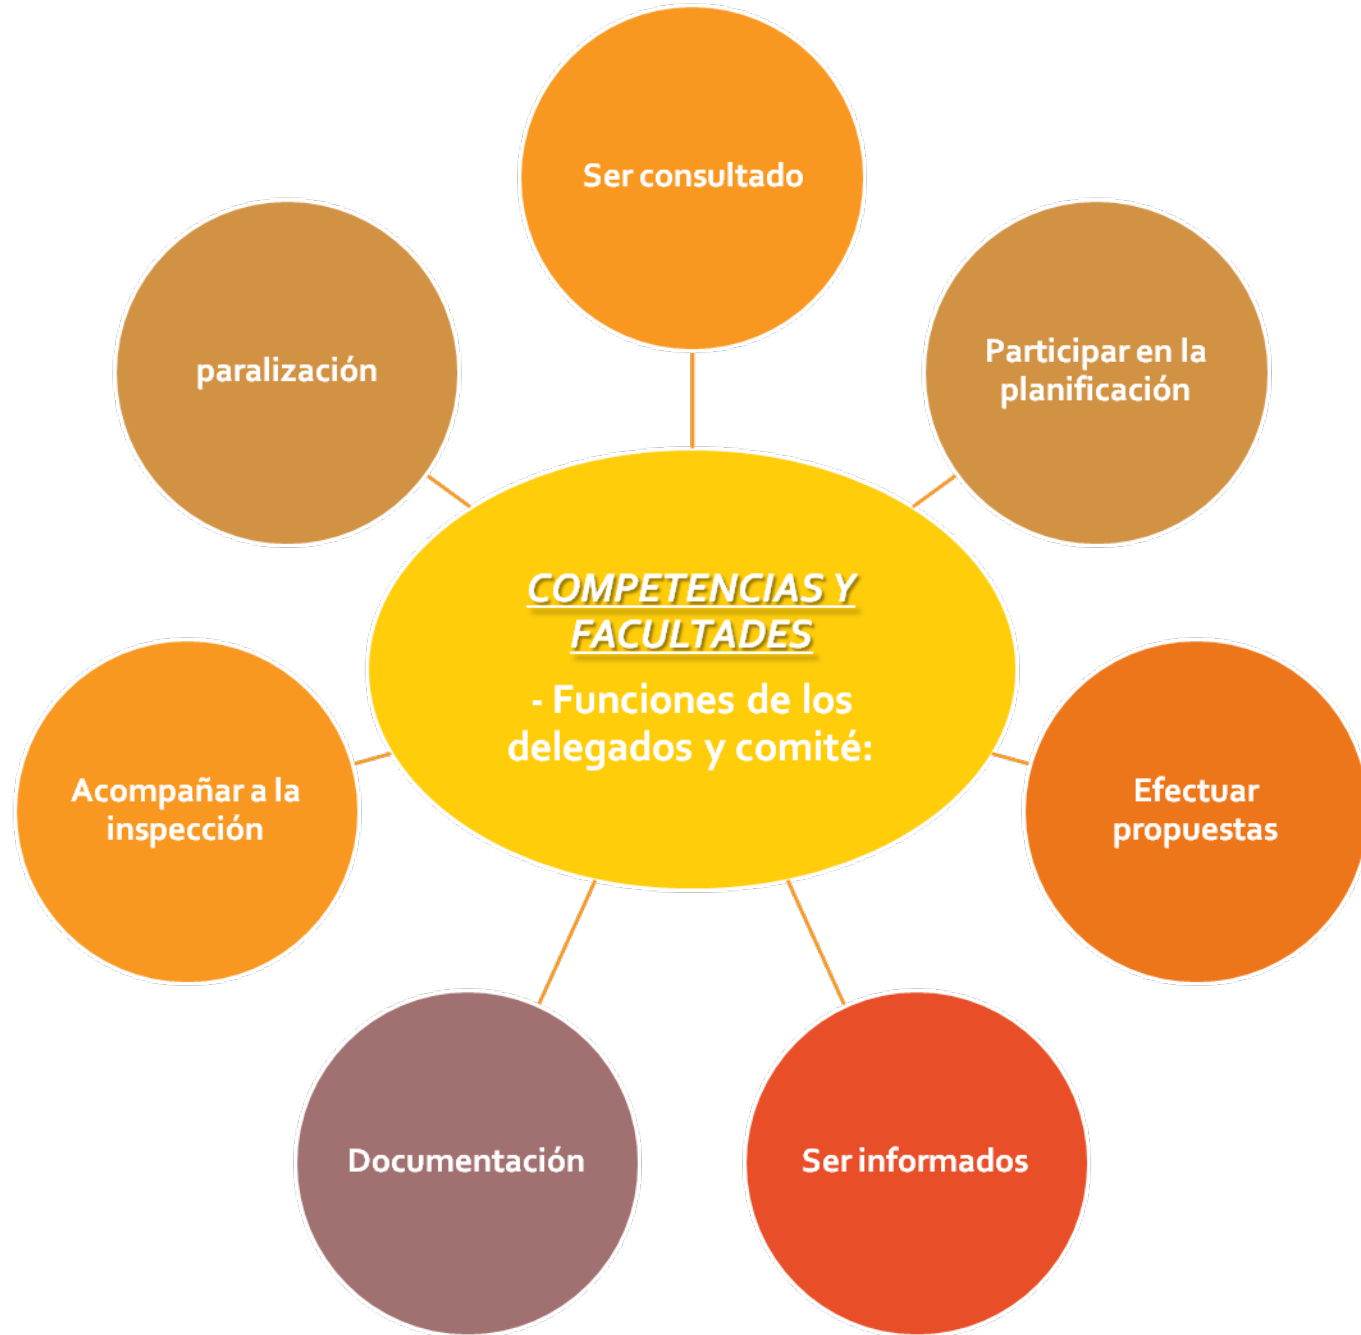 Ser consultado
Participar en la
planificación
Efectuar
propuestas
Ser informados
Documentación
Acompañar a la
inspección
paralización
COMPETENCIAS Y
FACULTADES
- Funciones de los
delegados y comité: